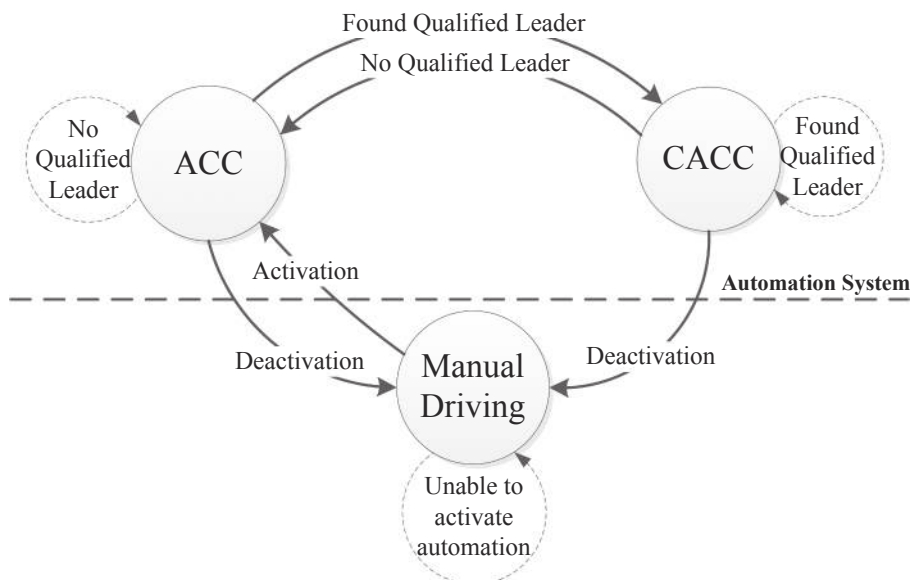 Found Qualified Leader
No Qualified Leader
No
Qualified
Leader
ACC
CACC
Found
Qualified
Leader
Activation
Automation System
Deactivation
Manual
Driving
Deactivation
Unable to
activate
automation